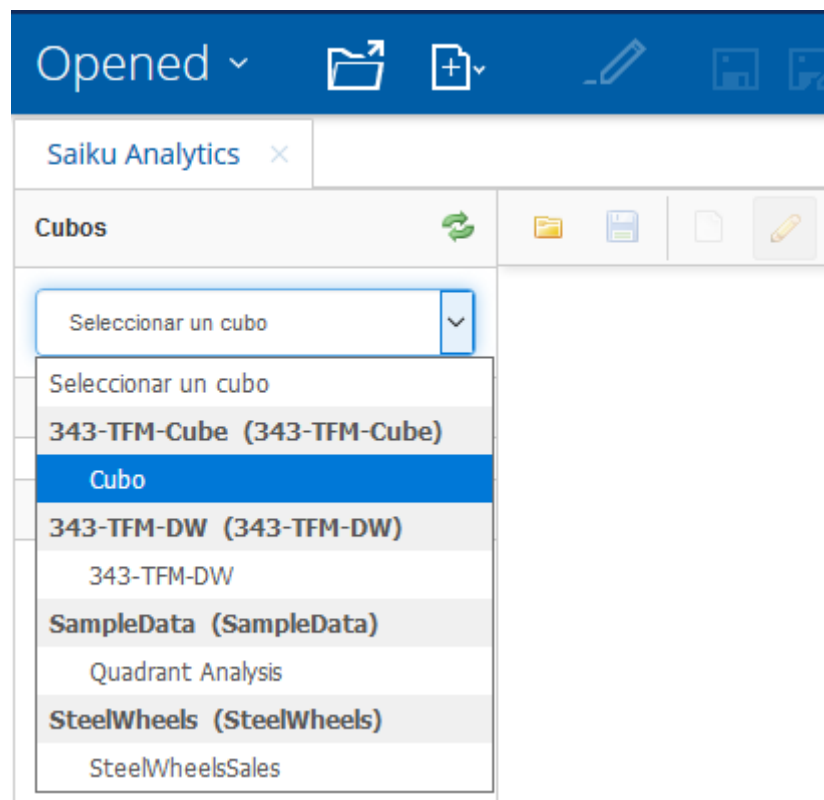 Opened
Saiku Analytics
Cubos
Seleccionar un cubo
Seleccionar un cubo
343-TFM-Cube (343-TFM-Cube)
Cubo
343-TFM-DW (343-TFM-DW)
343-TFM-DW
SampleData (SampleData)
Quadrant Analysis
SteelWheels (SteelWheels)
SteelWheelsSales